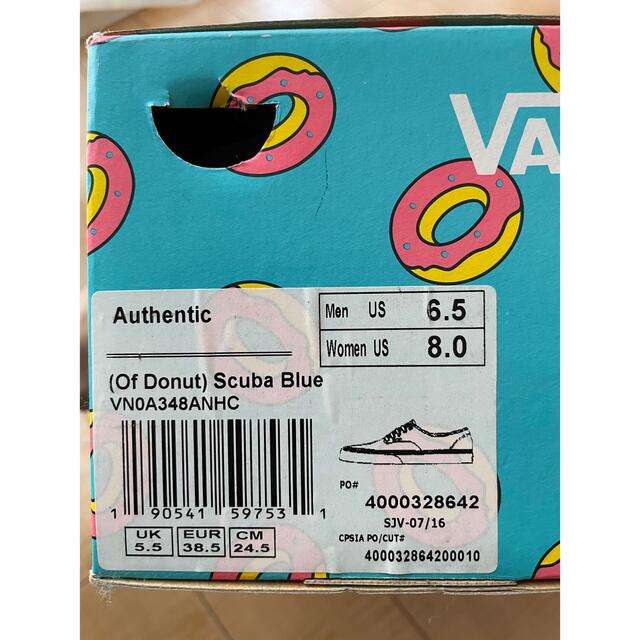 VA
Authentic
Men US 6.5
Women US 8.0
(Of Donut) Scuba Blue
VN0A348ANHC
1 90541 59753 1
PO#
4000328642
SJV-07/16
CPSIA PO/CUT#
400032864200010
UK EUR CM
5.5 38.5 24.5